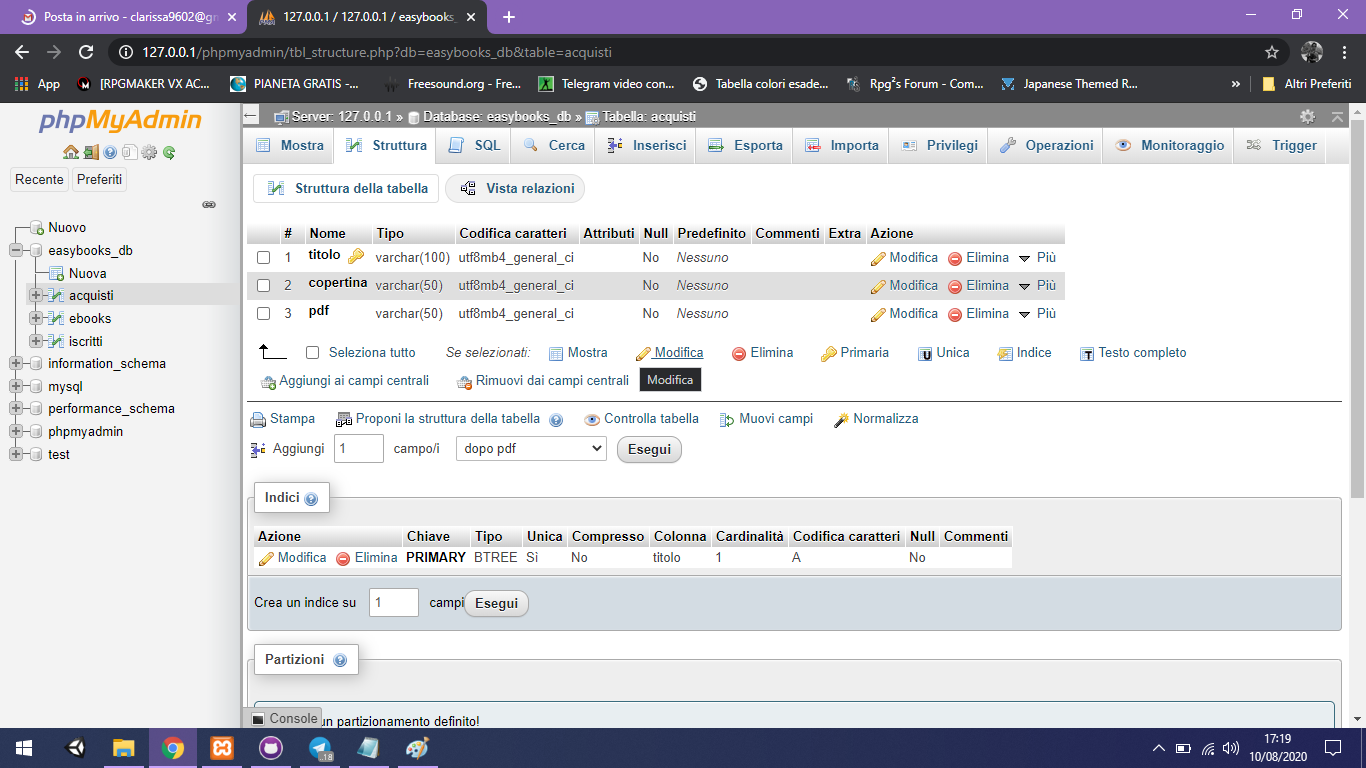 Posta in arrivo - clarissa9602@gn
127.0.0.1 / 127.0.0.1 / easybooks_
127.0.0.1/phpmyadmin/tbl_structure.php?db=easybooks_db&table=acquisti
App [RPGMAKER VX AC... PIANETA GRATIS -... Freesound.org - Fre... Telegram video con... Tabella colori esade... Rpg²s Forum - Com... Japanese Themed R... » Altri Preferiti
phpMyAdmin
Recente Preferiti
Nuovo
easybooks_db
Nuova
acquisti
ebooks
iscritti
information_schema
mysql
performance_schema
phpmyadmin
test
Server: 127.0.0.1 » Database: easybooks_db » Tabella: acquisti
Mostra Struttura SQL Cerca Inserisci Esporta Importa Privilegi Operazioni Monitoraggio Trigger
Struttura della tabella Vista relazioni
# Nome Tipo Codifica caratteri Attributi Null Predefinito Commenti Extra Azione
1 titolo varchar(100) utf8mb4_general_ci No Nessuno Modifica Elimina Più
2 copertina varchar(50) utf8mb4_general_ci No Nessuno Modifica Elimina Più
3 pdf varchar(50) utf8mb4_general_ci No Nessuno Modifica Elimina Più
Seleziona tutto Se selezionati: Mostra Modifica Elimina Primaria Unica Indice Testo completo
Aggiungi ai campi centrali Rimuovi dai campi centrali Modifica
Stampa Proponi la struttura della tabella Controlla tabella Muovi campi Normalizza
Aggiungi 1 campo/i dopo pdf Esegui
Indici
Azione Chiave Tipo Unica Compresso Colonna Cardinalità Codifica caratteri Null Commenti
Modifica Elimina PRIMARY BTREE Sì No titolo 1 A No
Crea un indice su 1 campi Esegui
Partizioni
Console un partizionamento definito!
.18
17:19
10/08/2020